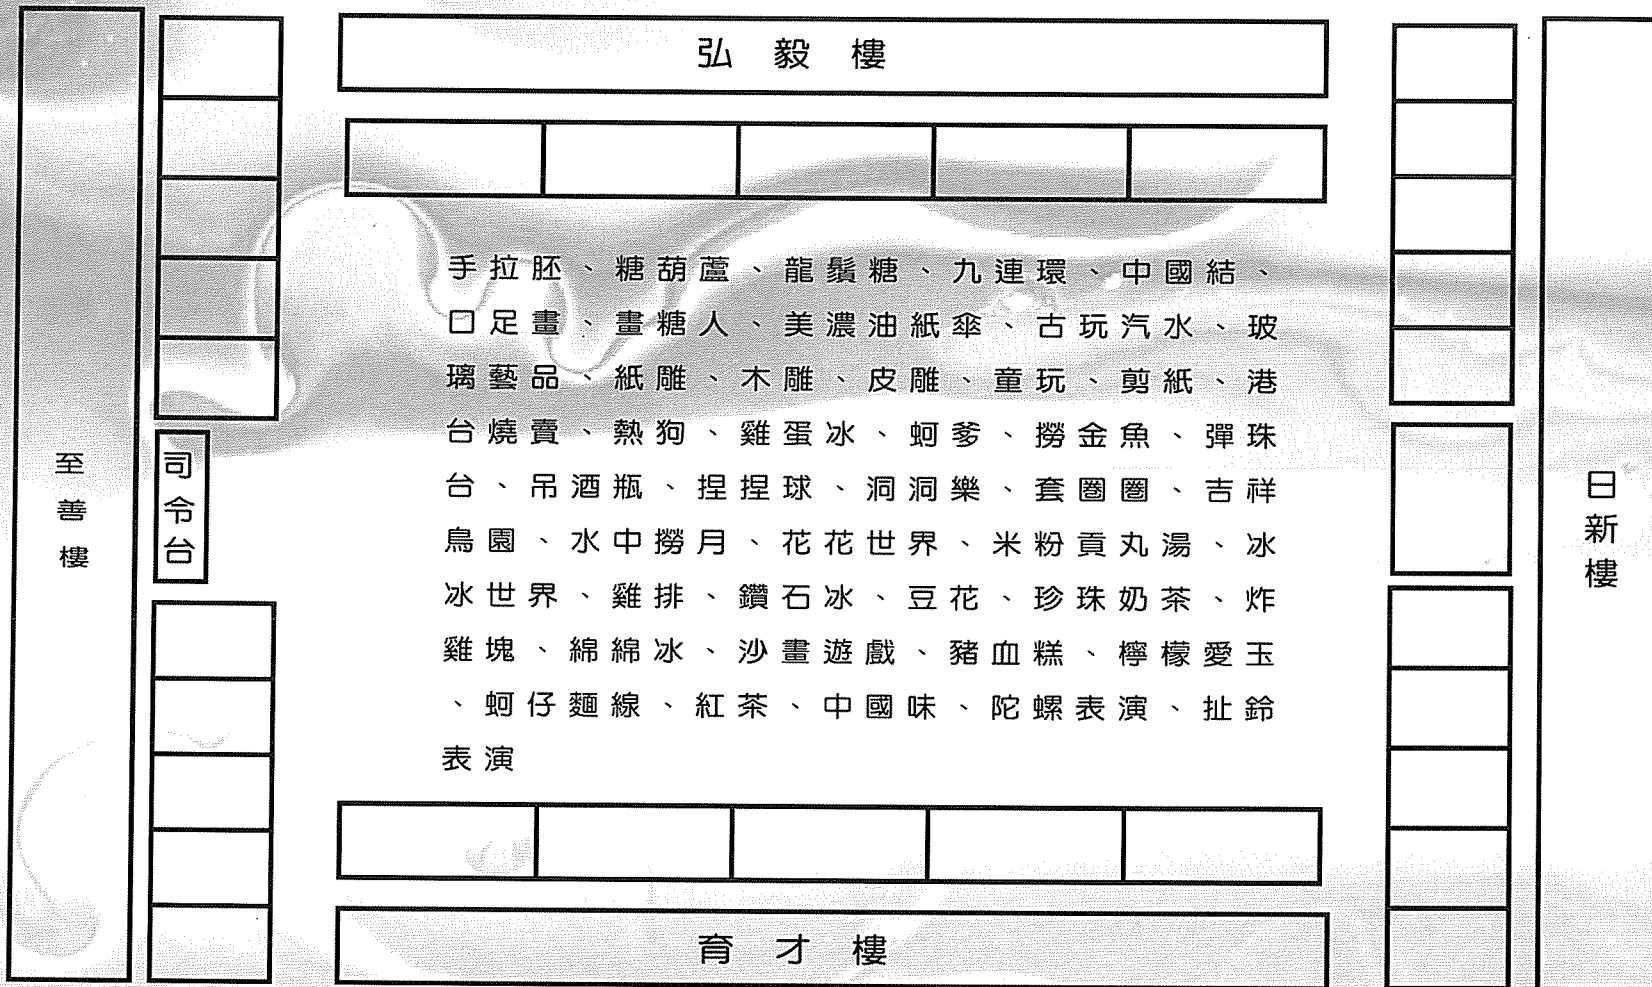 弘毅樓
手拉胚、糖葫蘆、龍鬚糖、九連環、中國結、
口足畫、畫糖人、美濃油紙傘、古玩汽水、玻
璃藝品、紙雕、木雕、皮雕、童玩、剪紙、港
台燒賣、熱狗、雞蛋冰、蚵爹、撈金魚、彈珠
台、吊酒瓶、捏捏球、洞洞樂、套圈圈、吉祥
鳥園、水中撈月、花花世界、米粉貢丸湯、冰
冰世界、雞排、鑽石冰、豆花、珍珠奶茶、炸
雞塊、綿綿冰、沙畫遊戲、豬血糕、檸檬愛玉
、蚵仔麵線、紅茶、中國味、陀螺表演、扯鈴
表演
至善樓
司令台
日新樓
育才樓